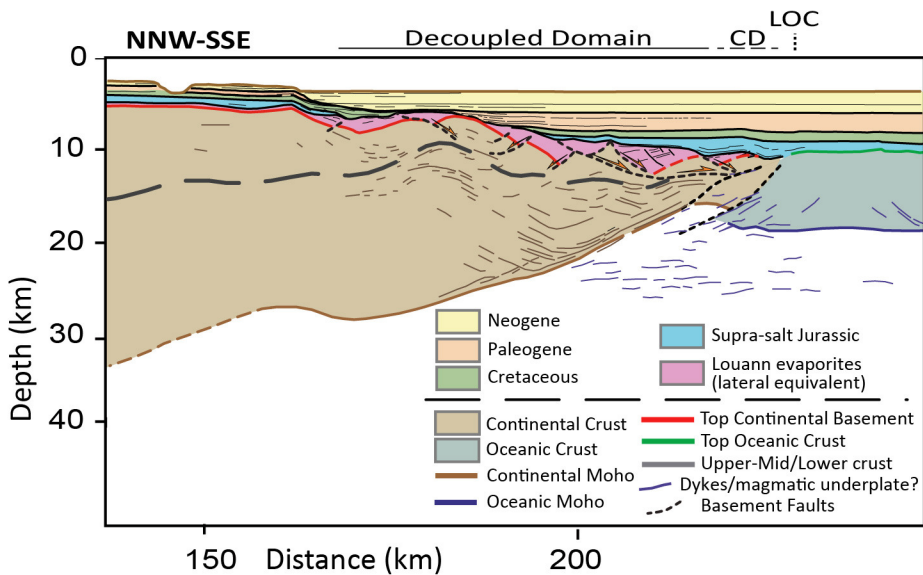 LOC
NNW-SSE
Decoupled Domain
CD
0
10
20
30
40
Depth (km)
Neogene
Paleogene
Cretaceous
Supra-salt Jurassic
Louann evaporites
(lateral equivalent)
Continental Crust
Oceanic Crust
Continental Moho
Oceanic Moho
Top Continental Basement
Top Oceanic Crust
Upper-Mid/Lower crust
Dykes/magmatic underplate?
Basement Faults
150
Distance (km)
200